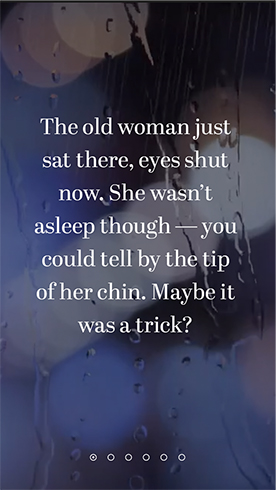 The old woman just
sat there, eyes shut
now. She wasn’t
asleep though — you
could tell by the tip
of her chin. Maybe it
was a trick?